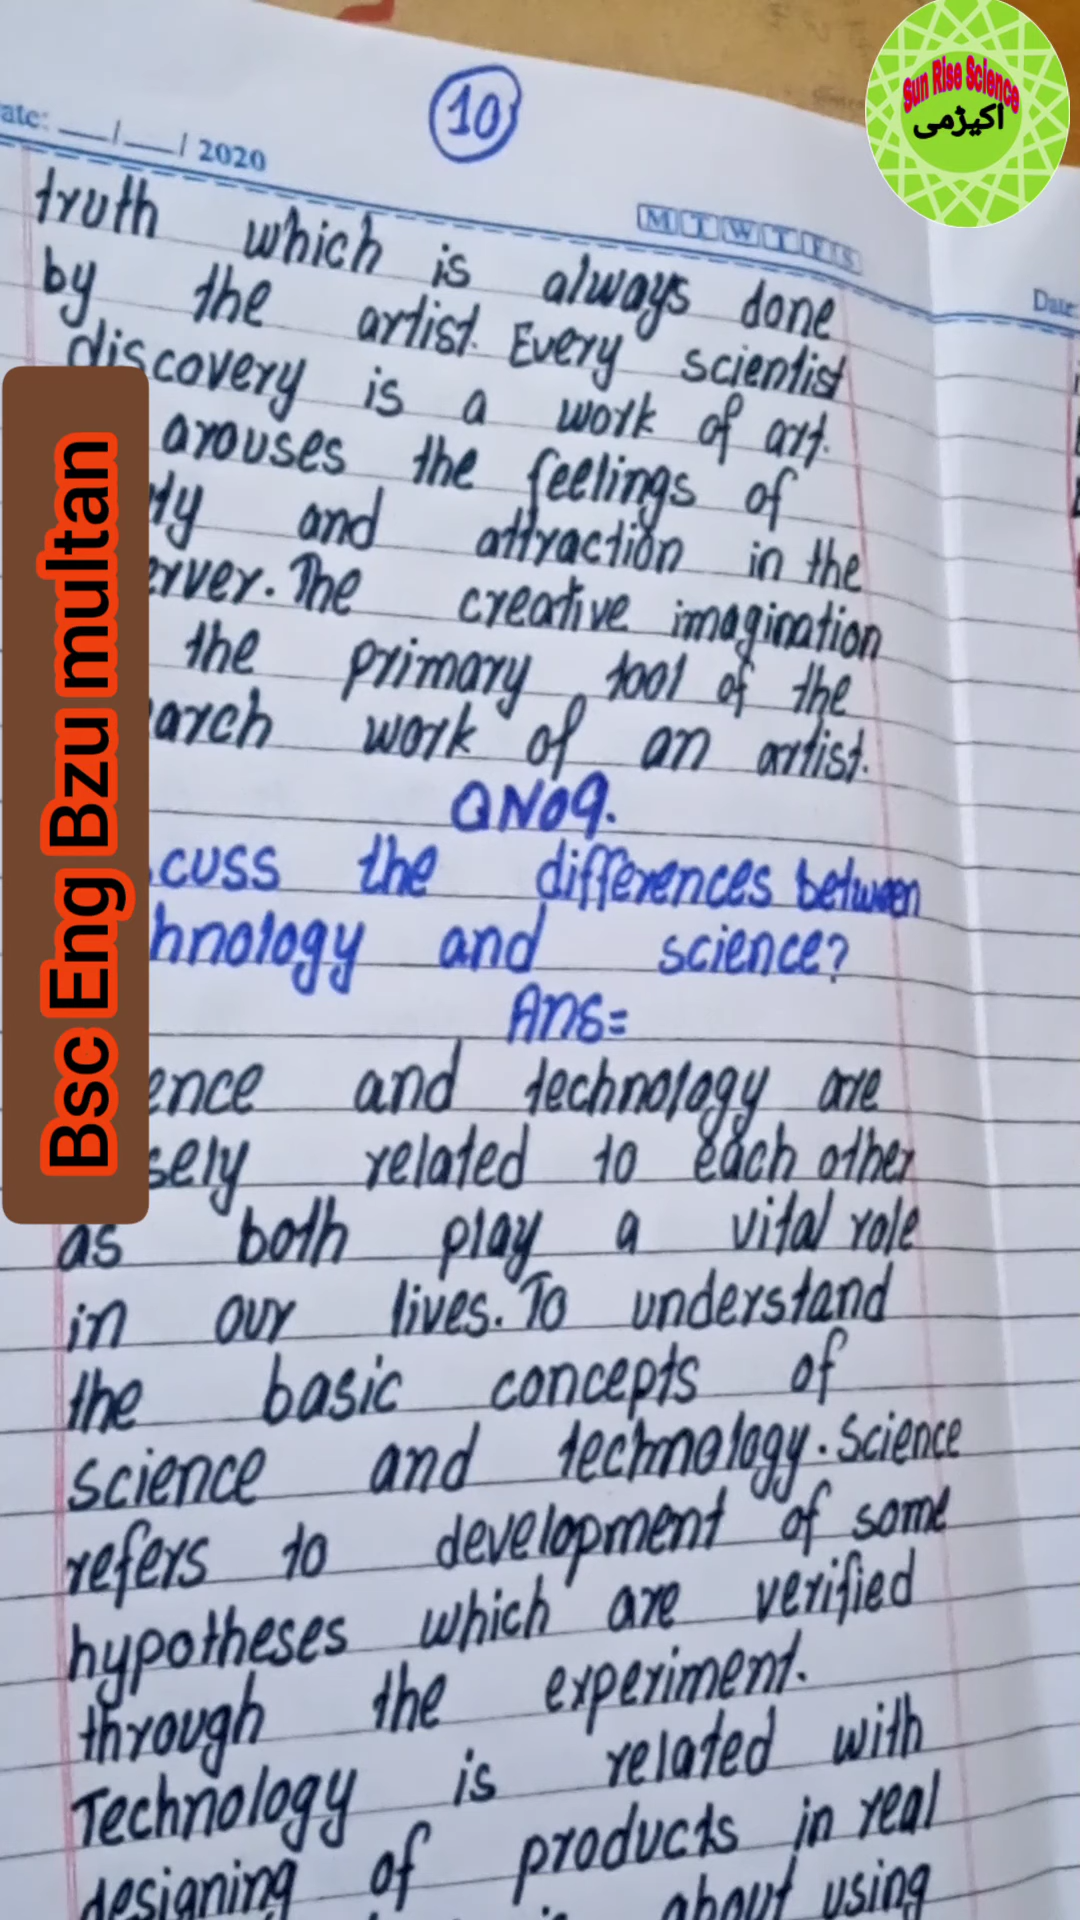 Sun Rise Science
اکیڈمی
10
ate: __/__/ 2020
M T W T F S
Date
truth which is always done
by the artist. Every scientist
discovery is a work of art.
arouses the feelings of
ty and attraction in the
erver. The creative imagination
the primary tool of the
arch work of an artist.
QNo9.
cuss the differences between
hnology and science?
Ans=
ence and technology are
sely related to each other
as both play a vital role
in our lives. To understand
the basic concepts of
science and technology. Science
refers to development of some
hypotheses which are verified
through the experiment.
Technology is related with
designing of products in real
about using
Bsc Eng Bzu multan